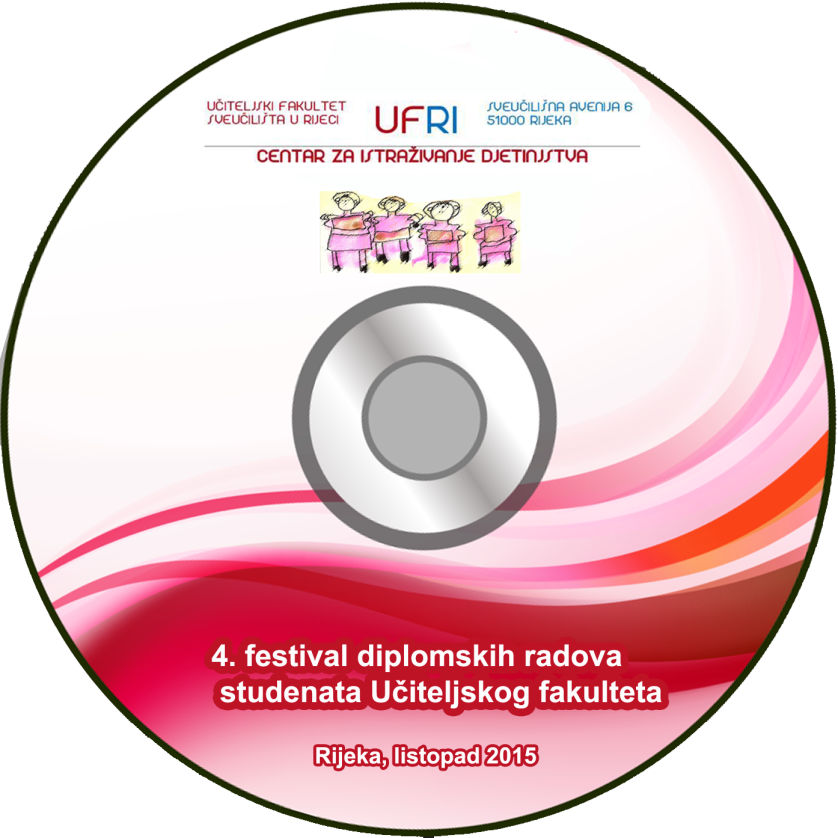 UČITELJSKI FAKULTET
SVEUČILIŠTA U RIJECI
UFRI
SVEUČILIŠNA AVENIJA 6
51000 RIJEKA
CENTAR ZA ISTRAŽIVANJE DJETINJSTVA
4. festival diplomskih radova
studenata Učiteljskog fakulteta
Rijeka, listopad 2015